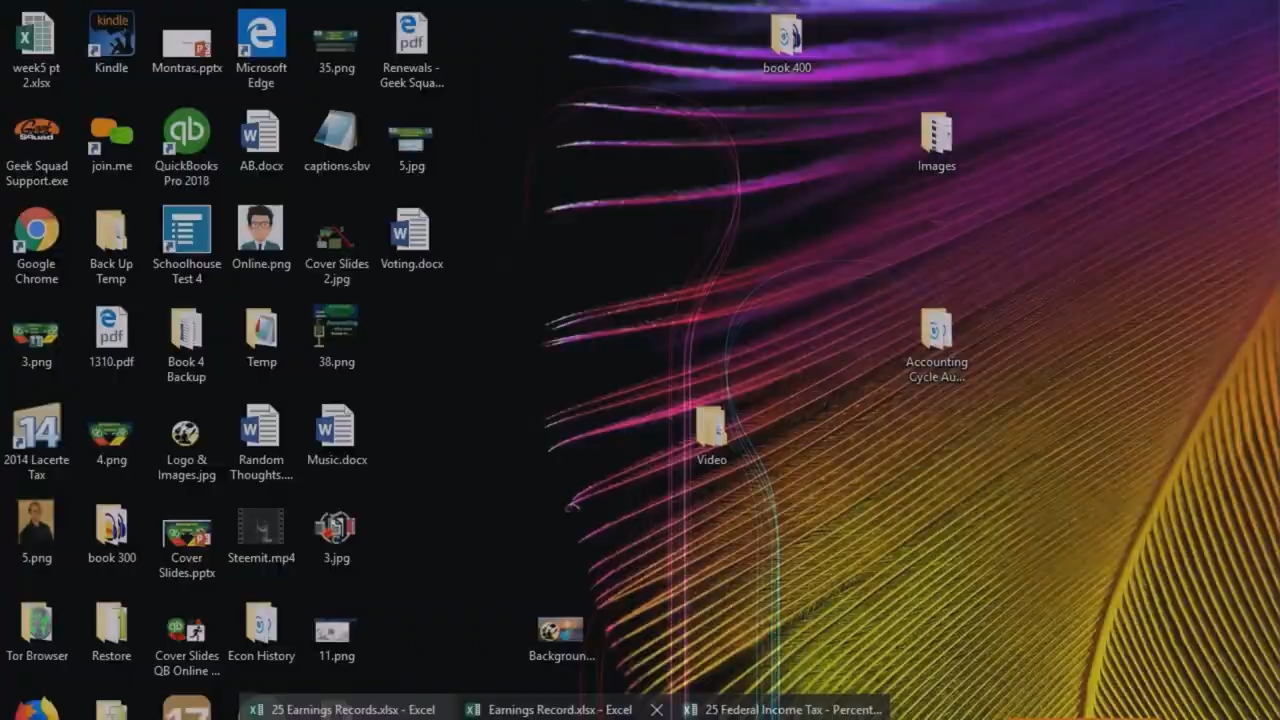 week5 pt
2.xlsx
Kindle
Montras.pptx
Microsoft
Edge
35.png
Renewals -
Geek Squa...
book 400
kindle
pdf
Geek Squad
Support.exe
join.me
QuickBooks
Pro 2018
AB.docx
captions.sbv
5.jpg
Images
Google
Chrome
Back Up
Temp
Schoolhouse
Test 4
Online.png
Cover Slides
2.jpg
Voting.docx
3.png
pdf
1310.pdf
Book 4
Backup
Temp
38.png
Accounting
Cycle Au...
14
2014 Lacerte
Tax
4.png
Logo &
Images.jpg
Random
Thoughts....
Music.docx
Video
5.png
book 300
Cover
Slides.pptx
Steemit.mp4
3.jpg
Tor Browser
Restore
Cover Slides
QB Online ...
Econ History
11.png
Backgroun...
17
25 Earnings Records.xlsx - Excel
Earnings Record.xlsx - Excel
25 Federal Income Tax - Percent...